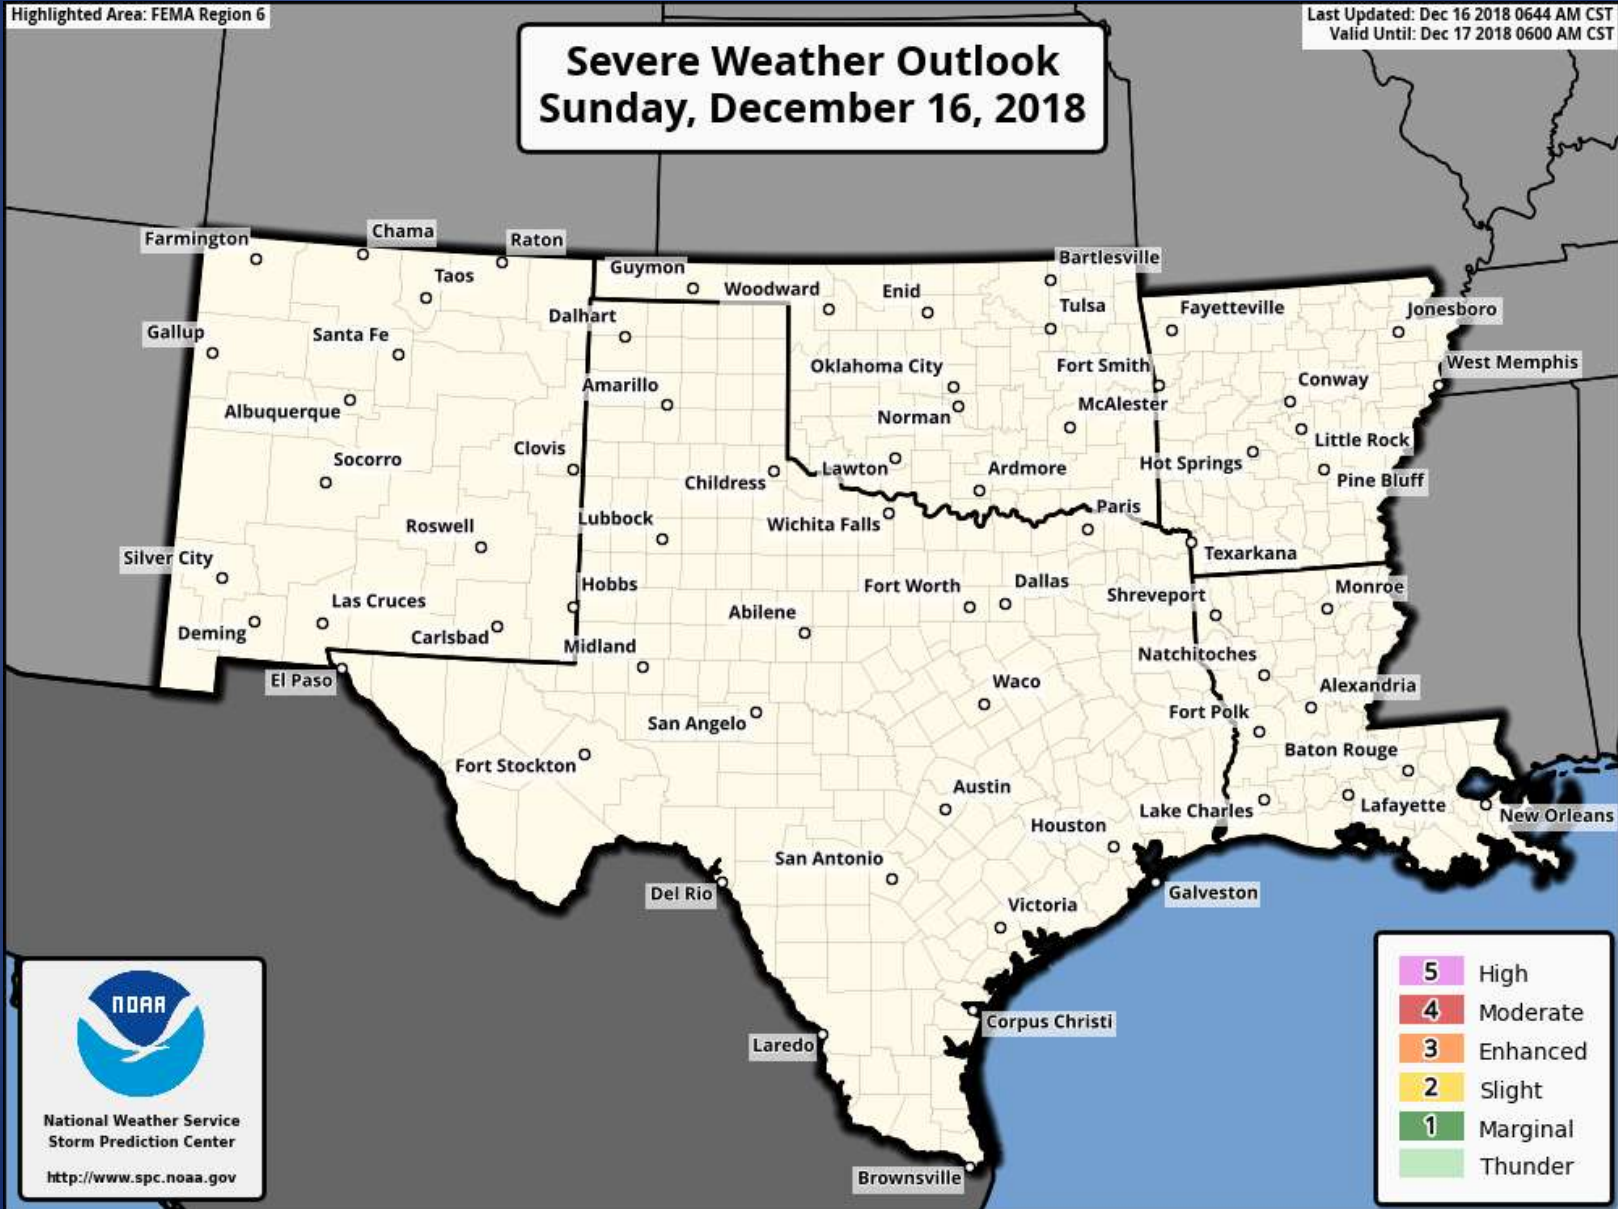 Highlighted Area: FEMA Region 6
Last Updated: Dec 16 2018 0644 AM CST
Valid Until: Dec 17 2018 0600 AM CST
Severe Weather Outlook
Sunday, December 16, 2018
Farmington
Chama
Raton
Taos
Guymon
Woodward
Enid
Bartlesville
Tulsa
Fayetteville
Jonesboro
Gallup
Santa Fe
Dalhart
Oklahoma City
Fort Smith
West Memphis
Amarillo
Conway
Albuquerque
Norman
McAlester
Little Rock
Socorro
Clovis
Childress
Lawton
Ardmore
Hot Springs
Pine Bluff
Roswell
Lubbock
Wichita Falls
Paris
Silver City
Texarkana
Hobbs
Fort Worth
Dallas
Shreveport
Monroe
Las Cruces
Abilene
Deming
Carlsbad
Midland
Natchitoches
El Paso
Waco
Alexandria
San Angelo
Fort Polk
Fort Stockton
Baton Rouge
Austin
Lake Charles
Lafayette
New Orleans
Houston
San Antonio
Del Rio
Galveston
Victoria
Corpus Christi
Laredo
Brownsville
NOAA
National Weather Service
Storm Prediction Center
http://www.spc.noaa.gov
5 High
4 Moderate
3 Enhanced
2 Slight
1 Marginal
Thunder